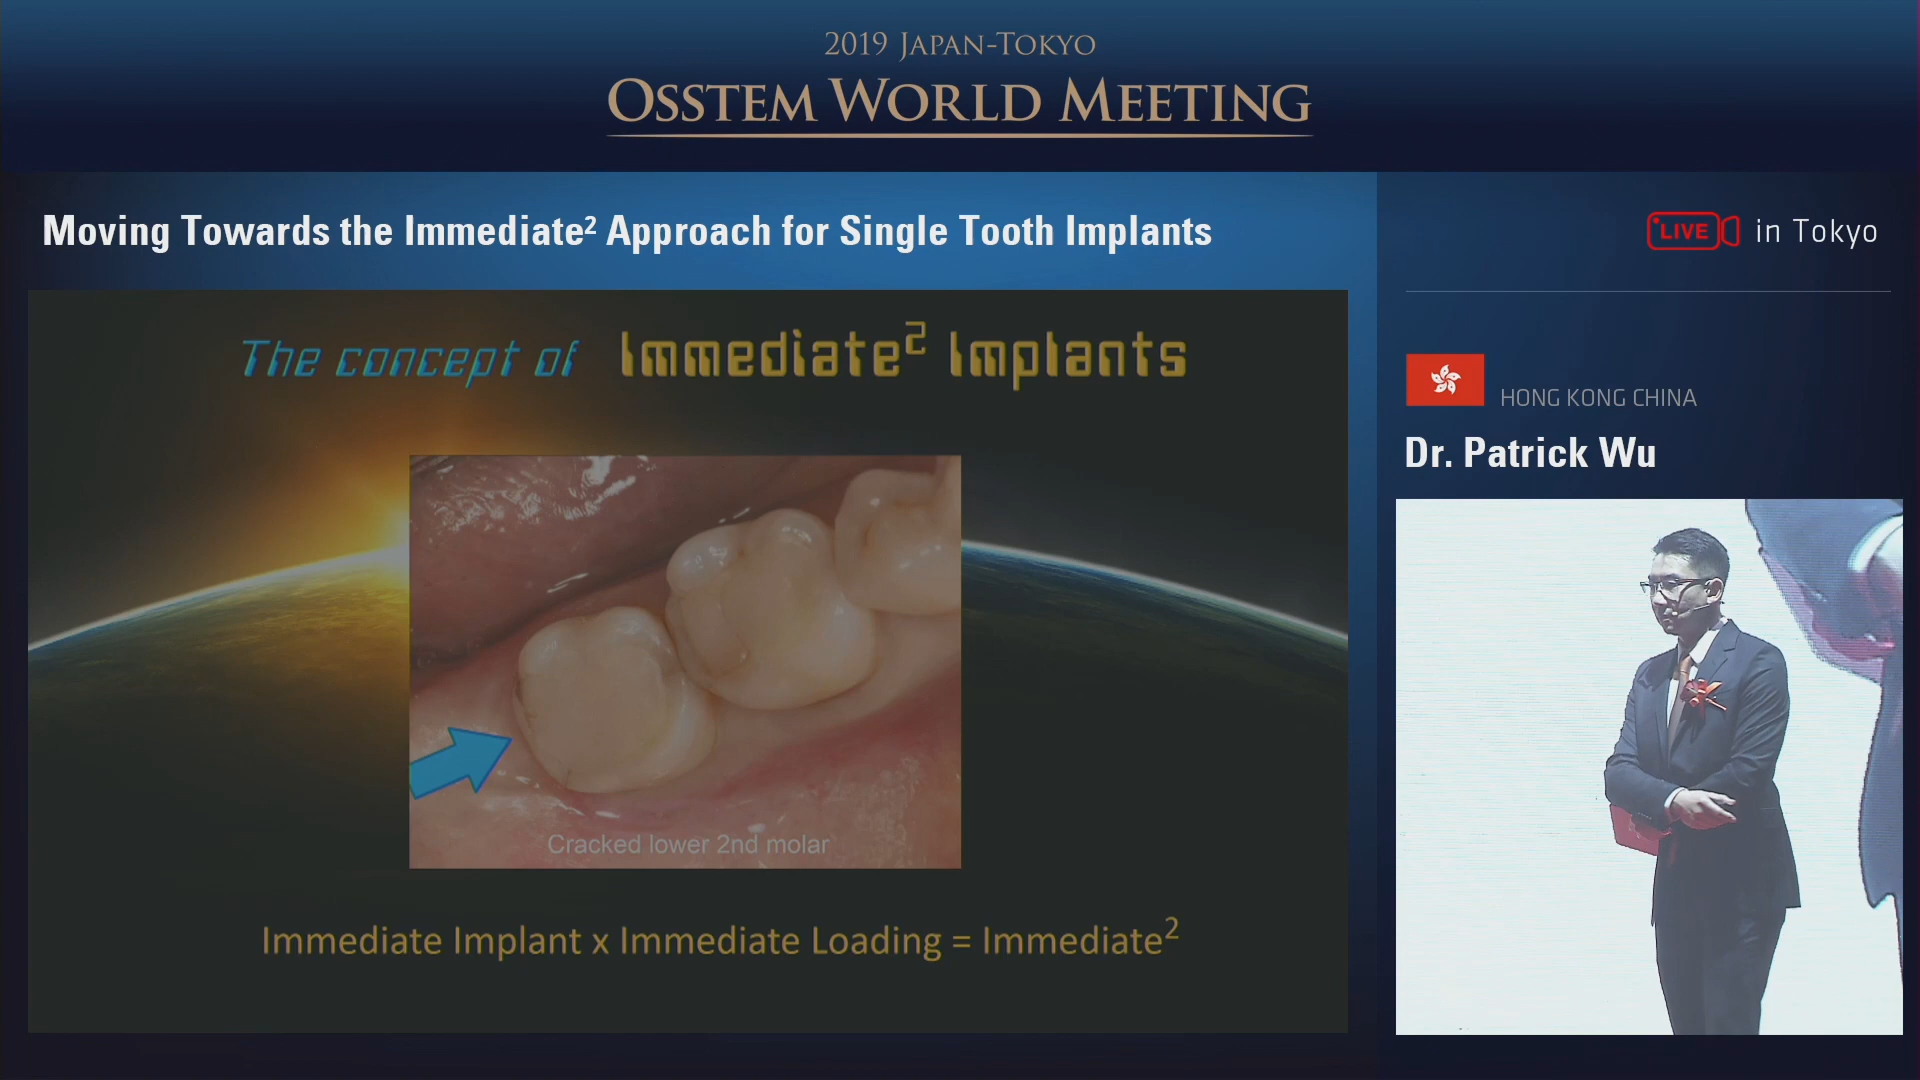 2019 JAPAN-TOKYO
OSSTEM WORLD MEETING
Moving Towards the Immediate² Approach for Single Tooth Implants
LIVE in Tokyo
The concept of Immediate² Implants
HONG KONG CHINA
Dr. Patrick Wu
Cracked lower 2nd molar
Immediate Implant x Immediate Loading = Immediate²